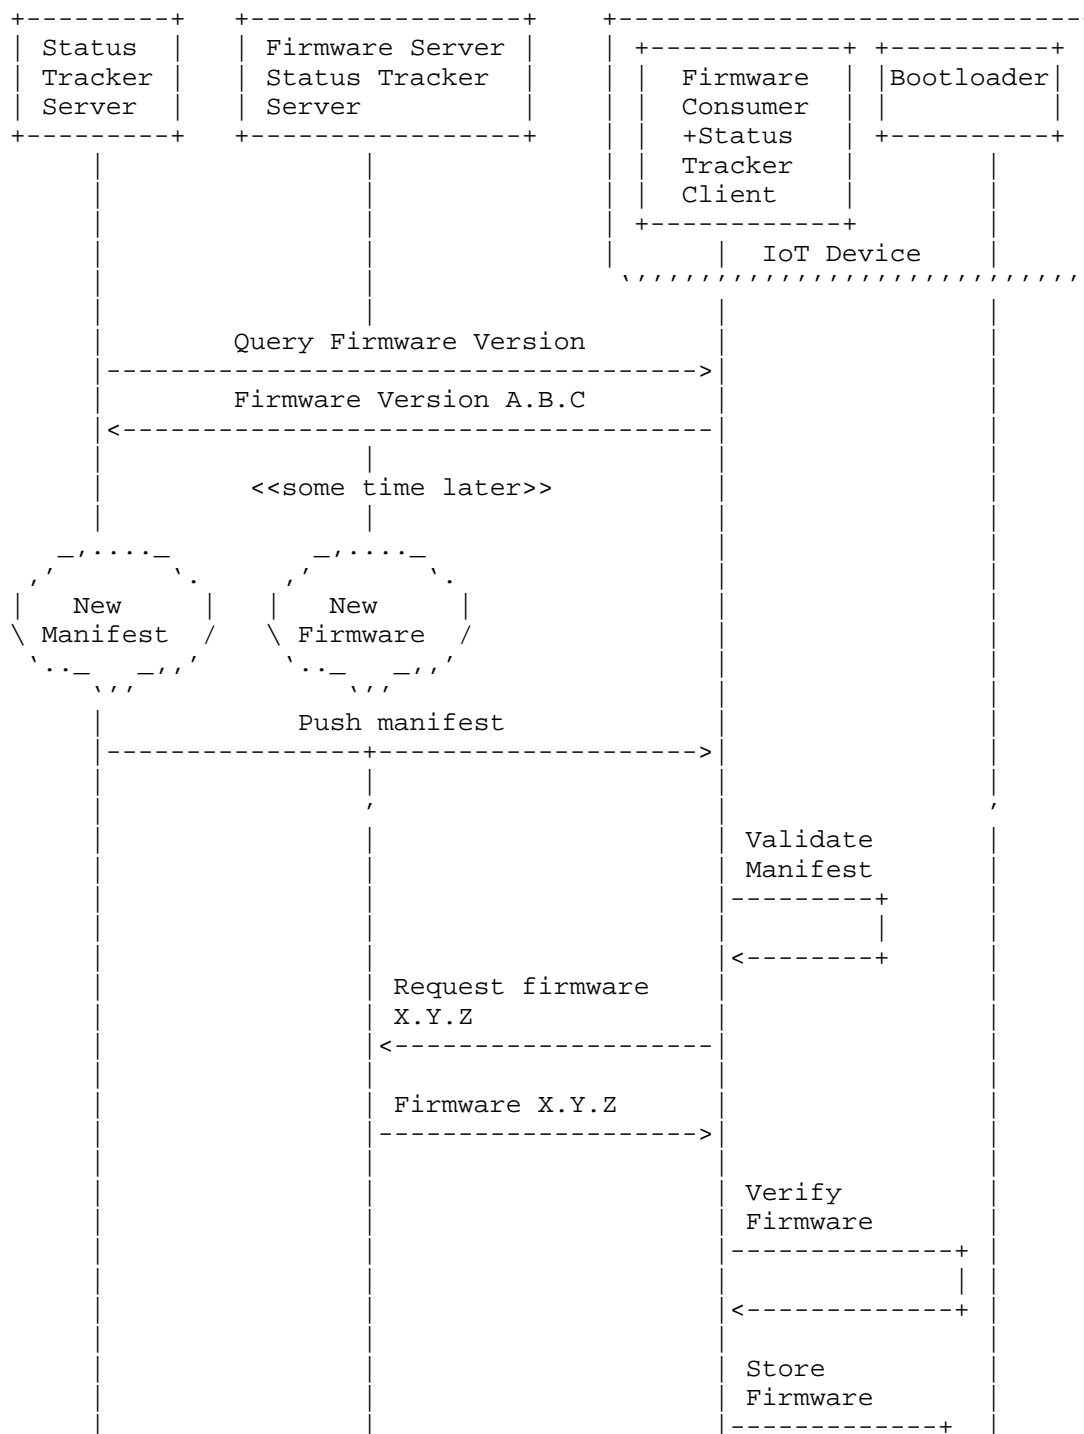 Status
Tracker
Server
Firmware Server
Status Tracker
Server
Firmware
Consumer
+Status
Tracker
Client
Bootloader
IoT Device
Query Firmware Version
Firmware Version A.B.C
<<some time later>>
New
Manifest
New
Firmware
Push manifest
Validate
Manifest
Request firmware
X.Y.Z
Firmware X.Y.Z
Verify
Firmware
Store
Firmware